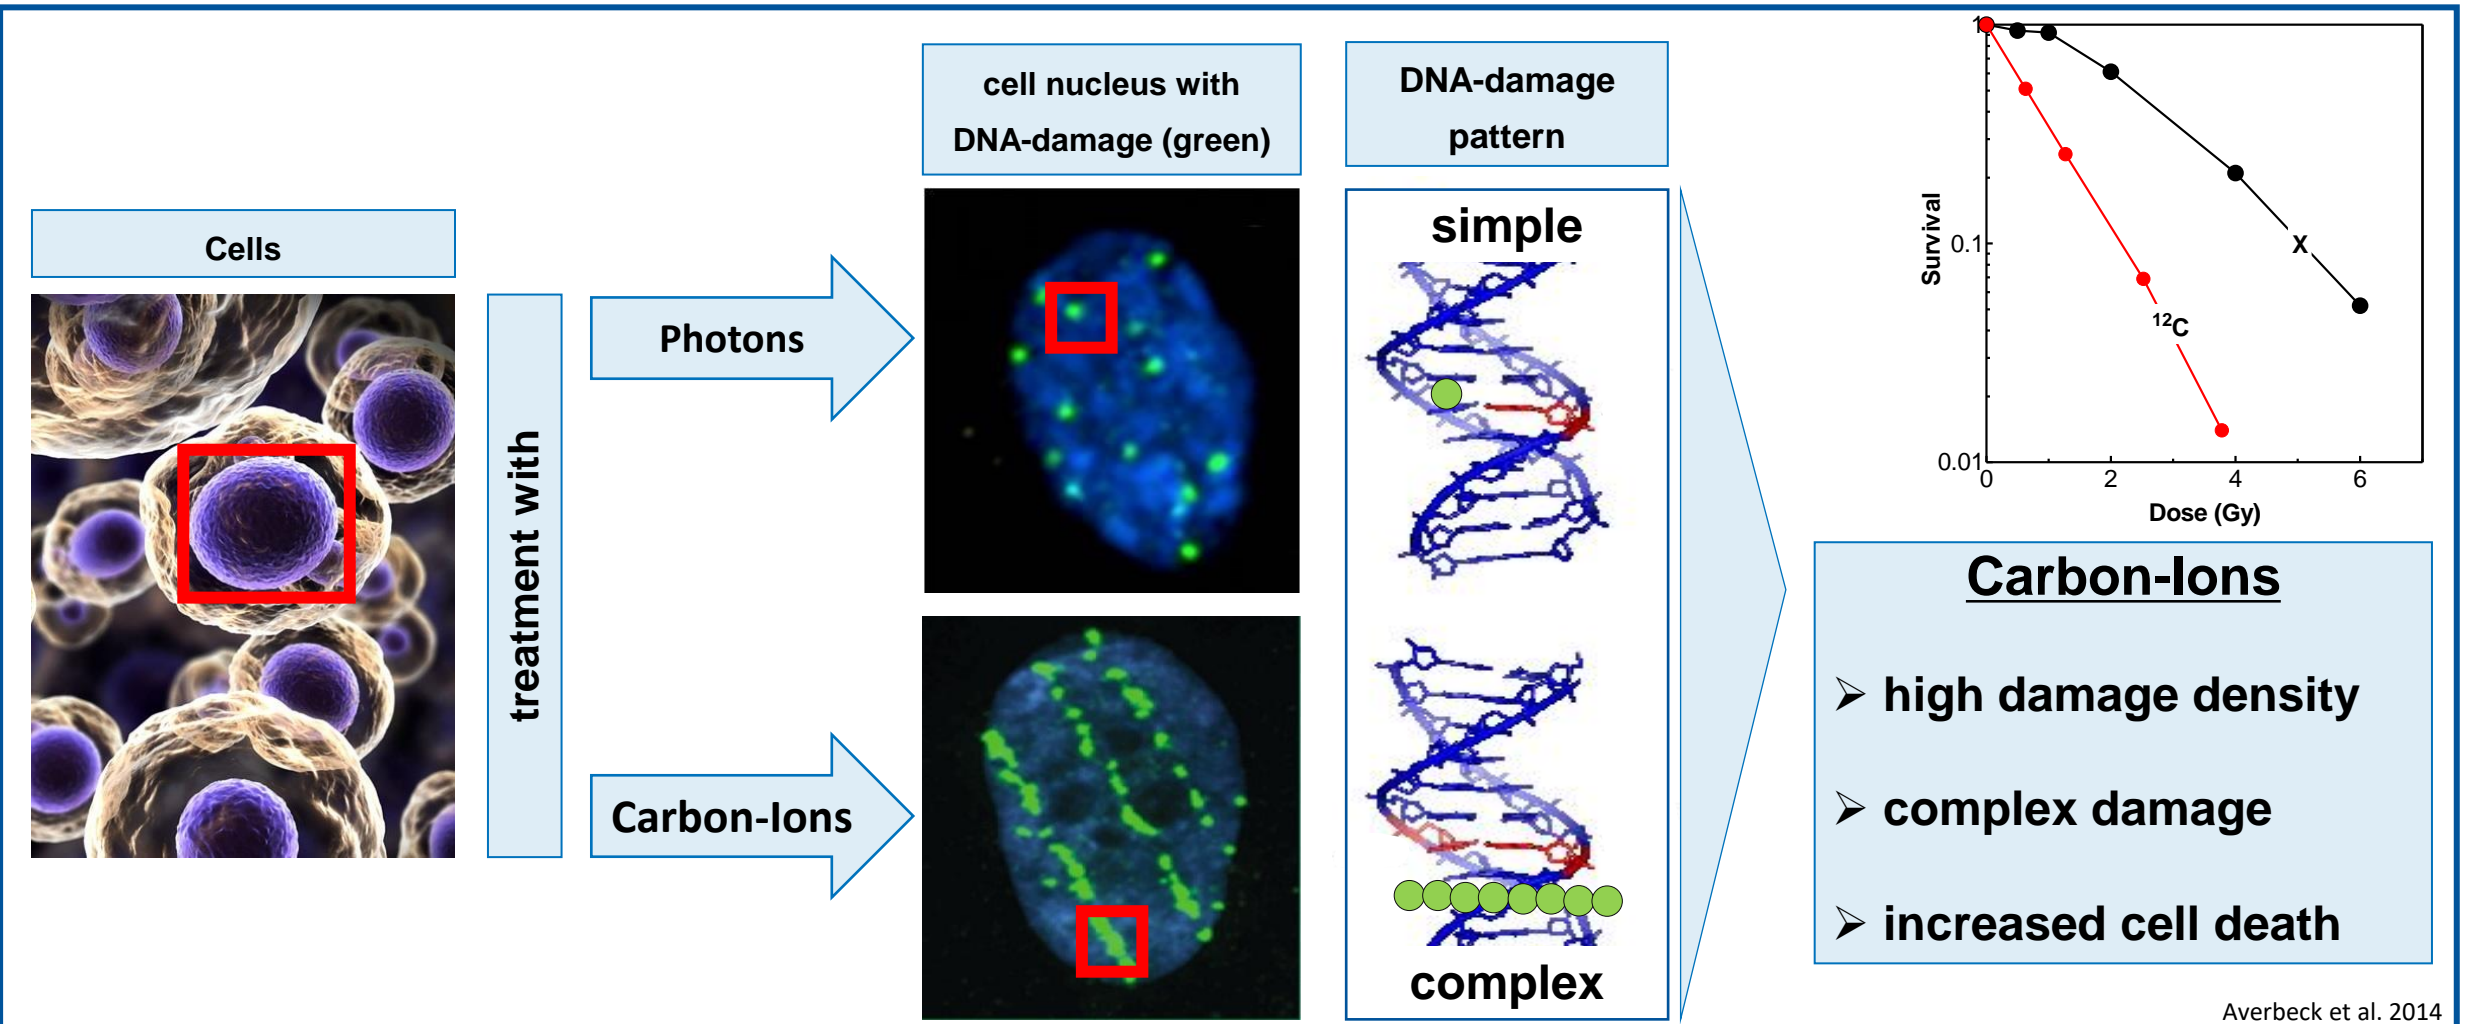 Cells
treatment with
Photons
Carbon-Ions
cell nucleus with
DNA-damage (green)
DNA-damage
pattern
simple
complex
1
0.1
0.01
Survival
0
2
4
6
Dose (Gy)
X
¹²C
Carbon-Ions
➢ high damage density
➢ complex damage
➢ increased cell death
Averbeck et al. 2014